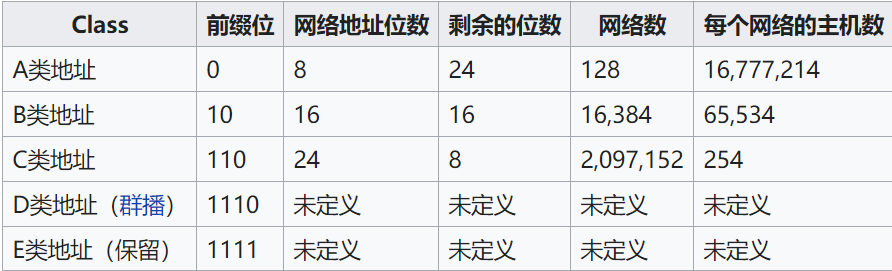 Class 前缀位 网络地址位数 剩余的位数 网络数 每个网络的主机数
A类地址 0 8 24 128 16,777,214
B类地址 10 16 16 16,384 65,534
C类地址 110 24 8 2,097,152 254
D类地址（群播） 1110 未定义 未定义 未定义 未定义
E类地址（保留） 1111 未定义 未定义 未定义 未定义